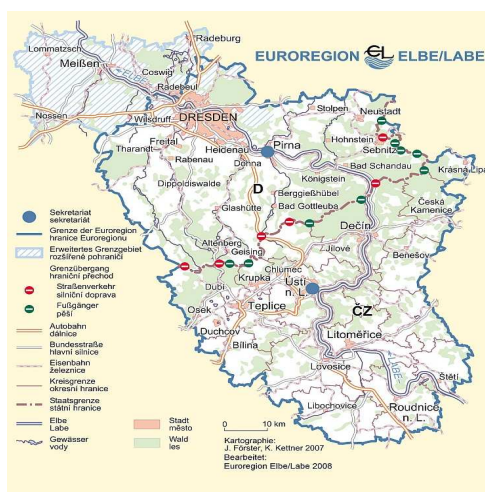 EUROREGION EL ELBE/LABE
Radeburg
Lommatzsch
Meißen
ELBE
Coswig
Radebeul
Nossen
Wilsdruff
DRESDEN
Stolpen
Neustadt
Tharandt
Freital
Heidenau
Pirna
Hohnstein
Sebnitz
Rabenau
Dohna
Bad Schandau
Krásná Lípa
Königstein
Dippoldiswalde
D
Berggießhübel
Glashütte
Bad Gottleuba
Česká
Kamenice
Děčín
Altenberg
Geising
Jílové
Benešov
Chlumec
Krupka
Ústí
n. L.
Dubí
ČZ
Osek
Teplice
Duchcov
Litoměřice
Bílina
Lovosice
LABE
Štětí
Libochovice
Roudnice
n. L.
Sekretariat
sekretariát
Grenze der Euroregion
hranice Euroregionu
Erweitertes Grenzgebiet
rozšířené pohraničí
Grenzübergang
hraniční přechod
Straßenverkehr
silniční doprava
Fußgänger
pěší
Autobahn
dálnice
Bundesstraße
hlavní silnice
Eisenbahn
železnice
Kreisgrenze
okresní hranice
Staatsgrenze
státní hranice
Elbe
Labe
Gewässer
vody
Stadt
město
Wald
les
0 10 km
Kartographie:
J. Förster, K. Kettner 2007
Bearbeitet:
Euroregion Elbe/Labe 2008